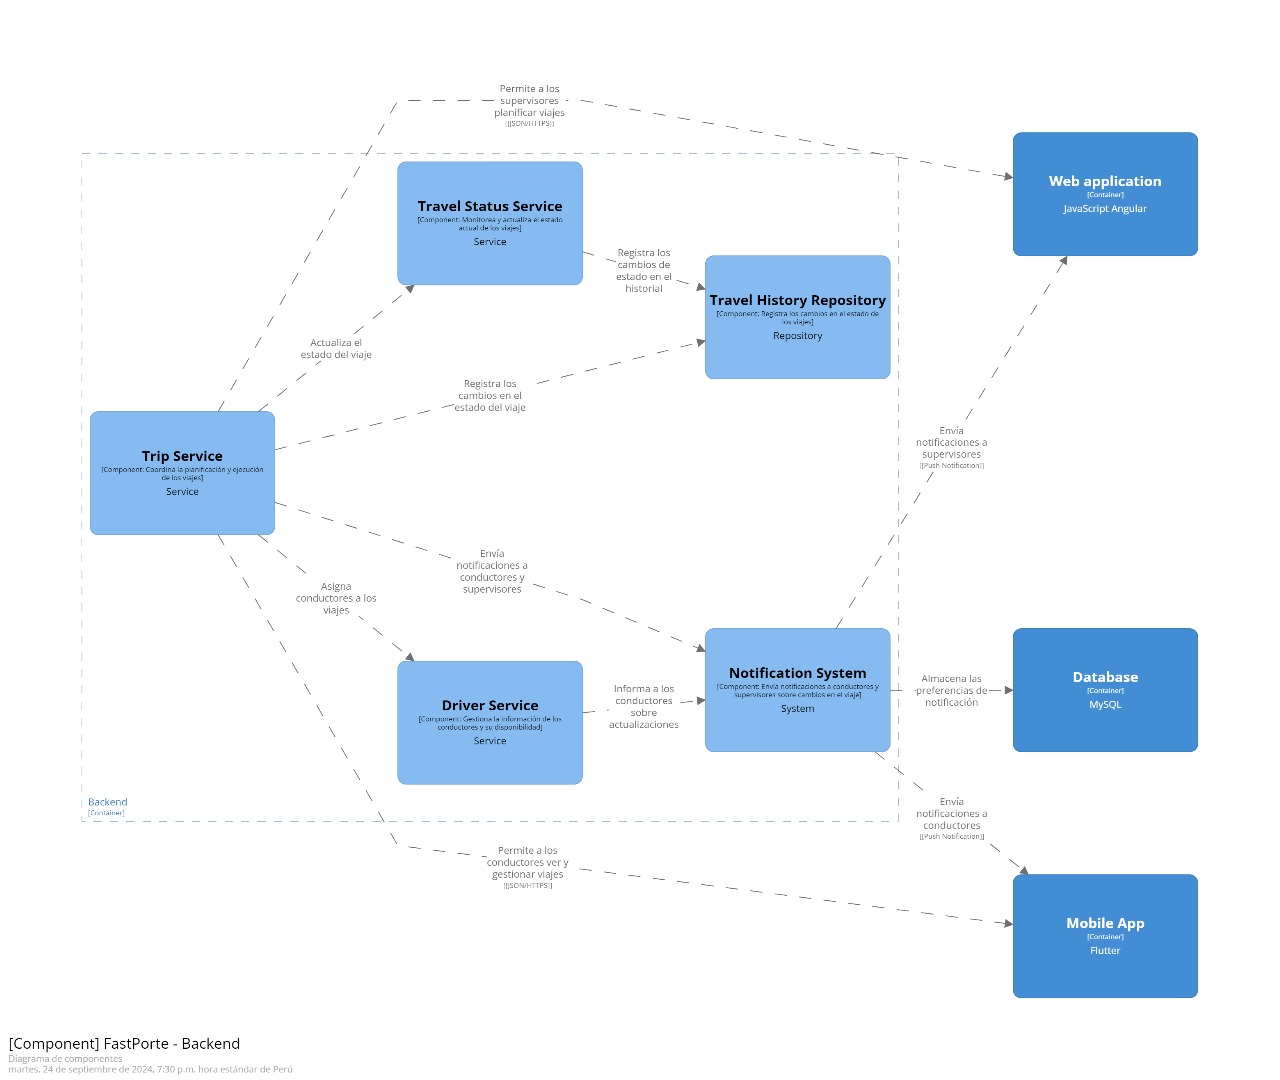 Permite a los
supervisores
planificar viajes
[[JSON/HTTPS]]
Web application
[Container]
JavaScript Angular
Travel Status Service
[Component: Monitorea y actualiza el estado
actual de los viajes]
Service
Registra los
cambios de
estado en el
historial
Travel History Repository
[Component: Registra los cambios en el estado de
los viajes]
Repository
Actualiza el
estado del viaje
Registra los
cambios en el
estado del viaje
Trip Service
[Component: Coordina la planificación y ejecución
de los viajes]
Service
Envía
notificaciones a
supervisores
[[Push Notification]]
Envía
notificaciones a
conductores y
supervisores
Asigna
conductores a los
viajes
Driver Service
[Component: Gestiona la información de los
conductores y su disponibilidad]
Service
Informa a los
conductores
sobre
actualizaciones
Notification System
[Component: Envía notificaciones a conductores y
supervisores sobre cambios en el viaje]
System
Almacena las
preferencias de
notificación
Database
[Container]
MySQL
Backend
[Container]
Envía
notificaciones a
conductores
[[Push Notification]]
Permite a los
conductores ver y
gestionar viajes
[[JSON/HTTPS]]
Mobile App
[Container]
Flutter
[Component] FastPorte - Backend
Diagrama de componentes
martes, 24 de septiembre de 2024, 7:30 p.m. hora estándar de Perú